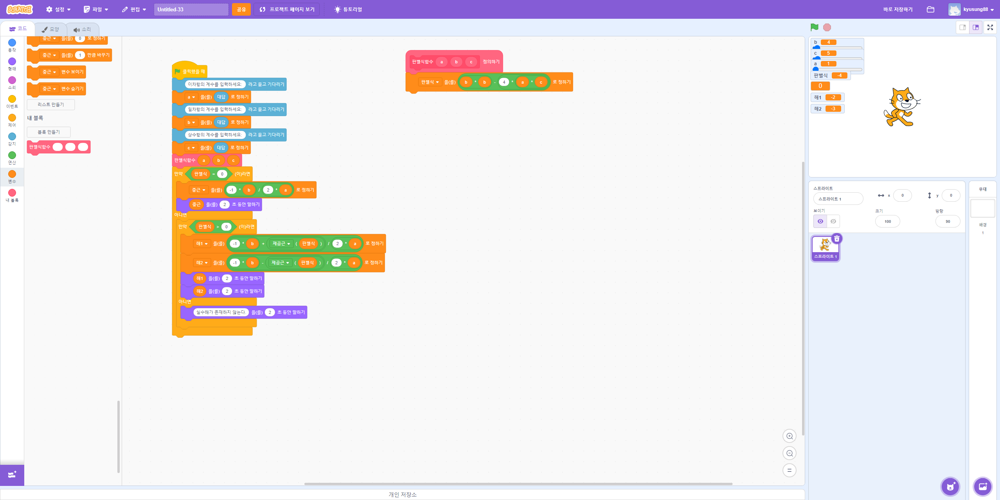 SCRATCH 설정 파일 편집 Untitled-33 공유 프로젝트 페이지 보기 튜토리얼 바로 저장하기 kyusung88
코드 모양 소리
동작
형태
소리
이벤트
제어
감지
연산
변수
내 블록
중근 을(를) 0 로 정하기
중근 을(를) 1 만큼 바꾸기
중근 변수 보이기
중근 변수 숨기기
리스트 만들기
내 블록
블록 만들기
판별식함수
클릭했을 때
이차항의 계수를 입력하세요: 라고 묻고 기다리기
a 을(를) 대답 로 정하기
일차항의 계수를 입력하세요: 라고 묻고 기다리기
b 을(를) 대답 로 정하기
상수항의 계수를 입력하세요: 라고 묻고 기다리기
c 을(를) 대답 로 정하기
판별식함수 a b c
만약 판별식 = 0 (이)라면
중근 을(를) -1 * b / 2 * a 로 정하기
중근 을(를) 2 초 동안 말하기
아니면
만약 판별식 > 0 (이)라면
해1 을(를) -1 * b + 제곱근 ( 판별식 ) / 2 * a 로 정하기
해2 을(를) -1 * b - 제곱근 ( 판별식 ) / 2 * a 로 정하기
해1 을(를) 2 초 동안 말하기
해2 을(를) 2 초 동안 말하기
아니면
실수해가 존재하지 않는다. 을(를) 2 초 동안 말하기
판별식함수 a b c 정의하기
판별식 을(를) b * b - 4 * a * c 로 정하기
b 4
c 5
a 1
판별식 -4
0
해1 -2
해2 -3
스프라이트
스프라이트 1 x 0 y 0
보이기 크기 방향
100 90
스프라이트 1
무대
배경
1
개인 저장소